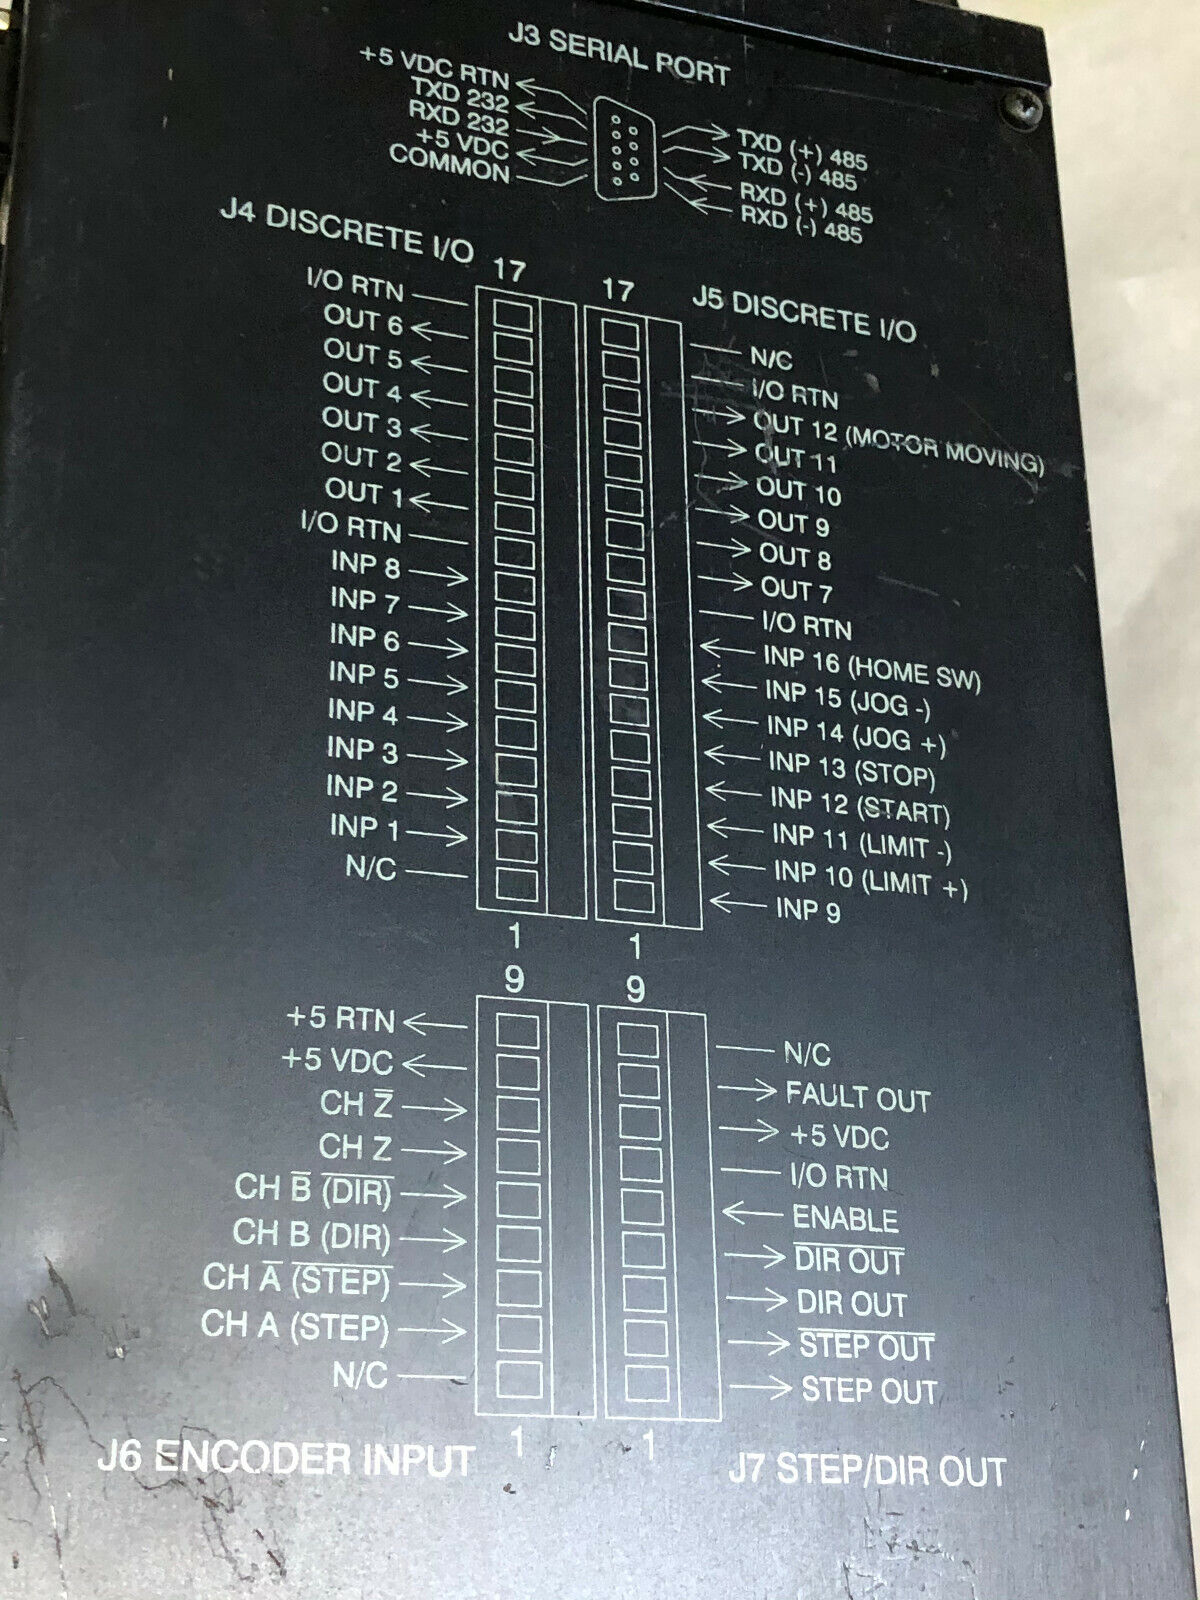 J3 SERIAL PORT
+5 VDC RTN
TXD 232
RXD 232
+5 VDC
COMMON
TXD (+) 485
TXD (-) 485
RXD (+) 485
RXD (-) 485
J4 DISCRETE I/O
17
I/O RTN
OUT 6
OUT 5
OUT 4
OUT 3
OUT 2
OUT 1
I/O RTN
INP 8
INP 7
INP 6
INP 5
INP 4
INP 3
INP 2
INP 1
N/C
1
17
J5 DISCRETE I/O
N/C
I/O RTN
OUT 12 (MOTOR MOVING)
OUT 11
OUT 10
OUT 9
OUT 8
OUT 7
I/O RTN
INP 16 (HOME SW)
INP 15 (JOG -)
INP 14 (JOG +)
INP 13 (STOP)
INP 12 (START)
INP 11 (LIMIT -)
INP 10 (LIMIT +)
INP 9
1
9
+5 RTN
+5 VDC
CH Z̅
CH Z
CH B̅ (D̅I̅R̅)
CH B (DIR)
CH A̅ (S̅T̅E̅P̅)
CH A (STEP)
N/C
1
J6 ENCODER INPUT
9
N/C
FAULT OUT
+5 VDC
I/O RTN
ENABLE
D̅I̅R̅ O̅U̅T̅
DIR OUT
S̅T̅E̅P̅ O̅U̅T̅
STEP OUT
1
J7 STEP/DIR OUT